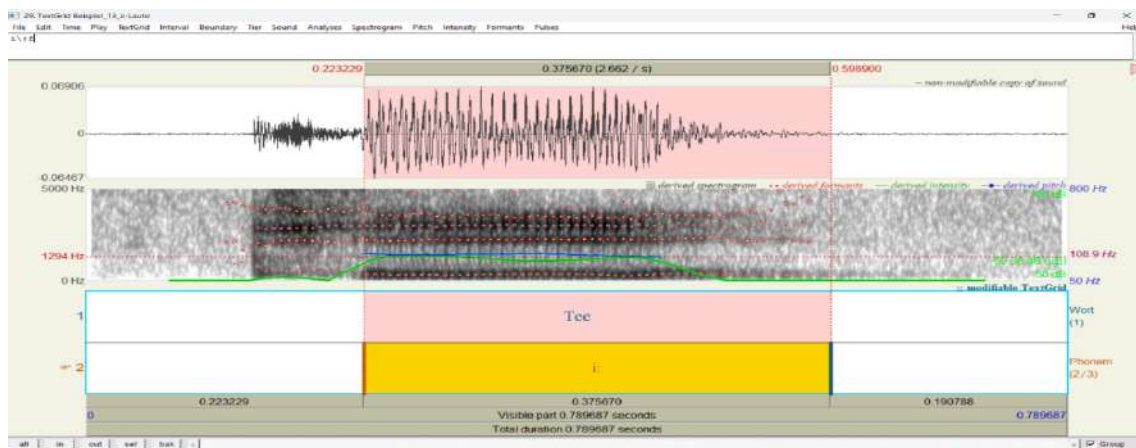 29. TextGrid Beispiel_13_e-Laute
File Edit Time Play TextGrid Interval Boundary Tier Sound Analyses Spectrogram Pitch Intensity Formants Pulses Help
0.223229 0.375670 (2.662 / s) 0.598900
0.06906 -- non-modifiable copy of sound
0
-0.06467
5000 Hz derived spectrogram derived formants derived intensity derived pitch 800 Hz
1294 Hz 108.9 Hz
0 Hz 50 Hz
modifiable TextGrid
1 Tee Wort
(1)
2 i: Phonem
(2/3)
0.223229 0.375670 0.190788
0 Visible part 0.789687 seconds 0.789687
Total duration 0.789687 seconds
all in out sel bak Group